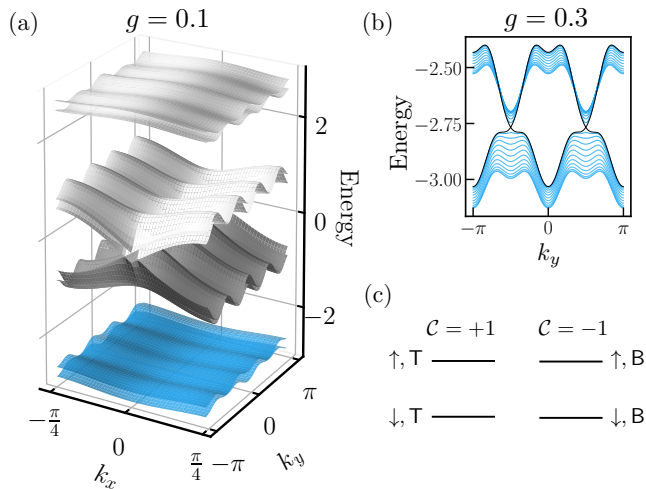 (a)
g = 0.1
2
0
−2
Energy
−π/4
0
π/4
k_x
−π
0
π
k_y
(b)
g = 0.3
−2.50
−2.75
−3.00
Energy
−π
0
π
k_y
(c)
C = +1
C = −1
↑, T
↑, B
↓, T
↓, B